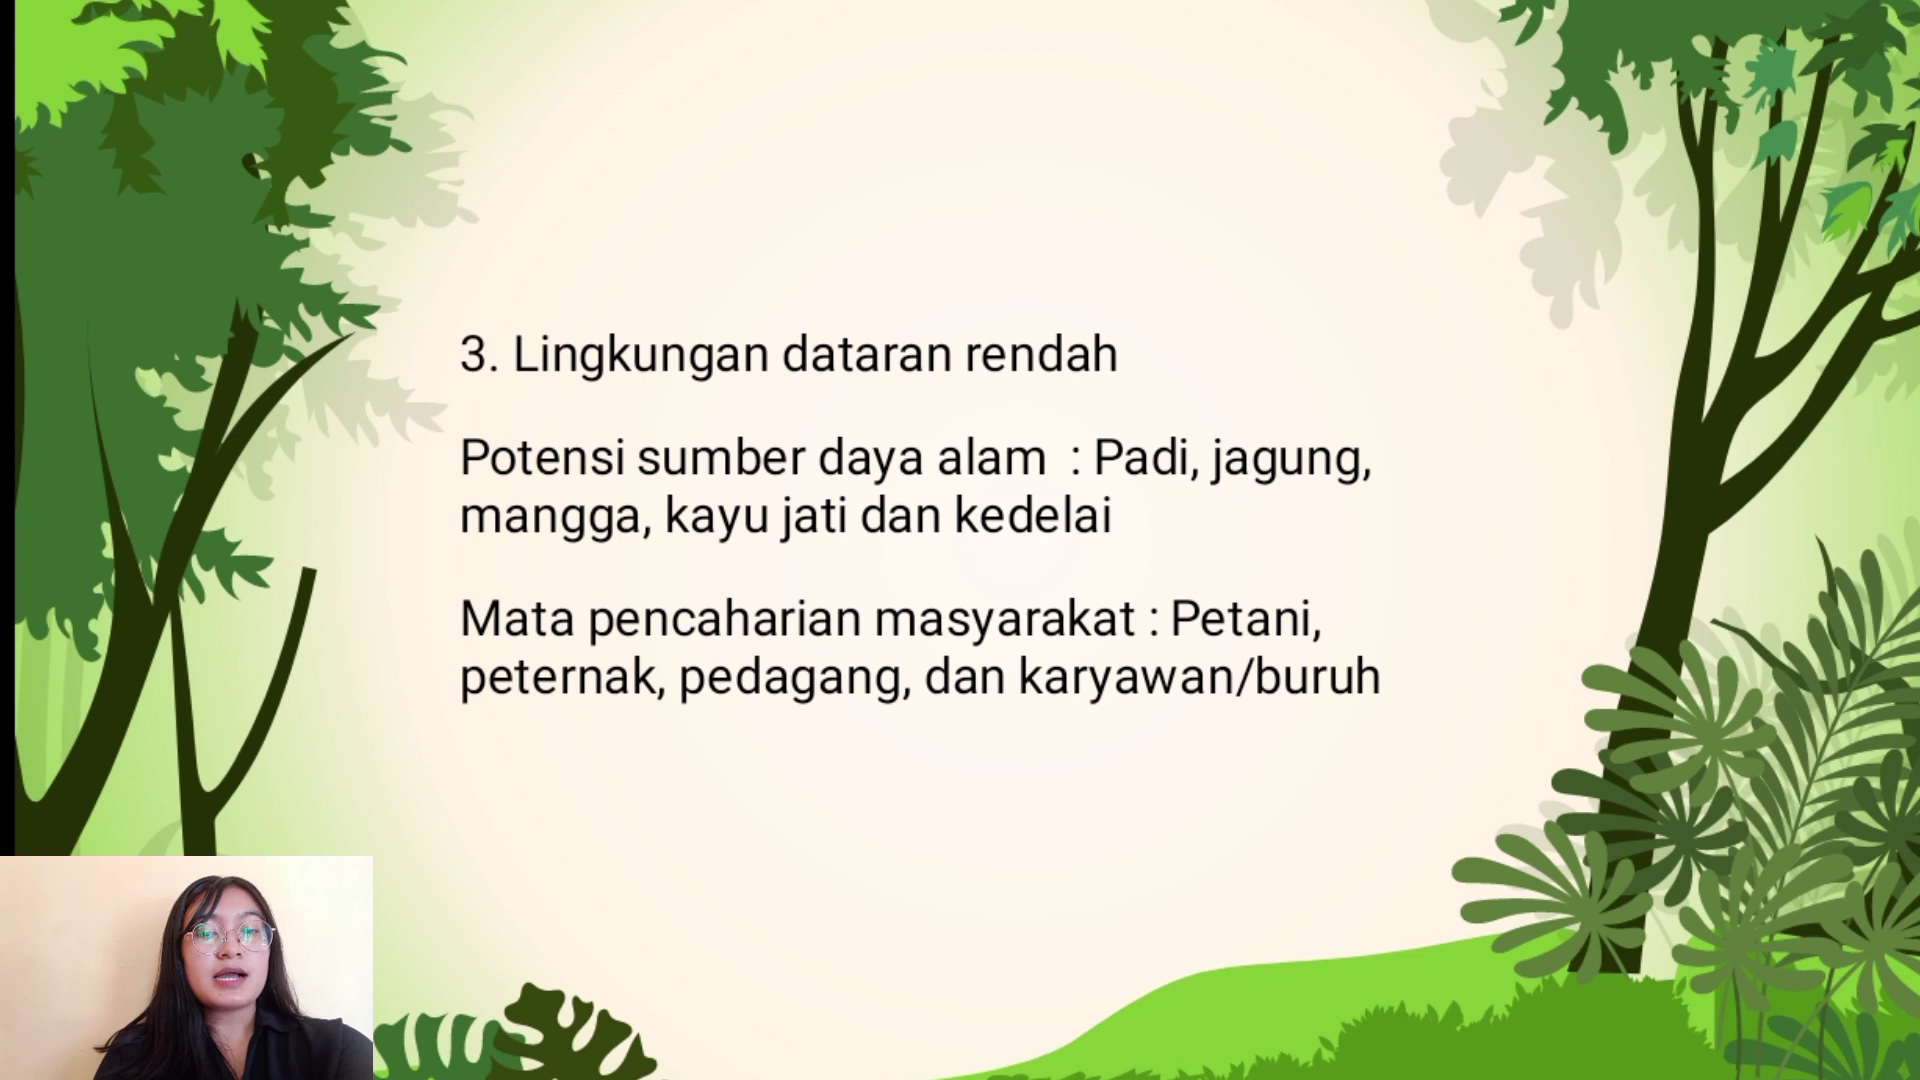 3. Lingkungan dataran rendah
Potensi sumber daya alam  : Padi, jagung,
mangga, kayu jati dan kedelai
Mata pencaharian masyarakat : Petani,
peternak, pedagang, dan karyawan/buruh